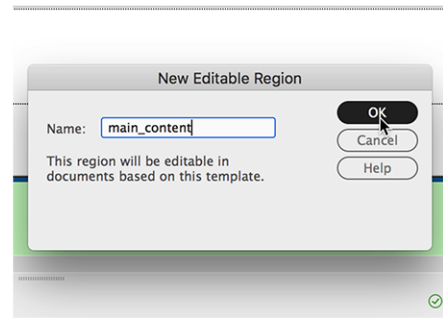 New Editable Region
Name: main_content
OK
Cancel
This region will be editable in
documents based on this template.
Help